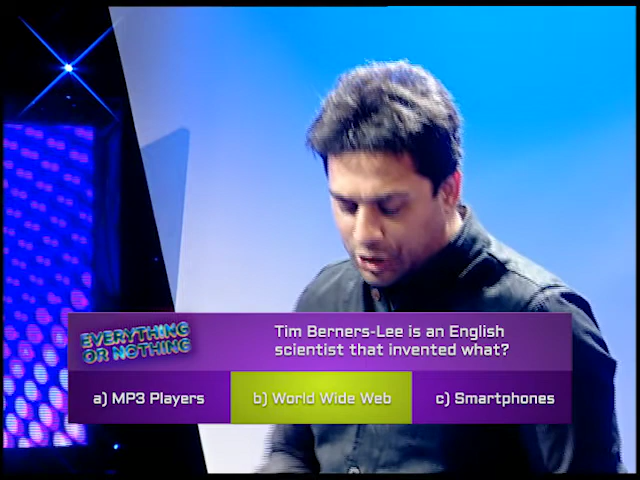 EVERYTHING
OR NOTHING
Tim Berners-Lee is an English
scientist that invented what?
a) MP3 Players
b) World Wide Web
c) Smartphones